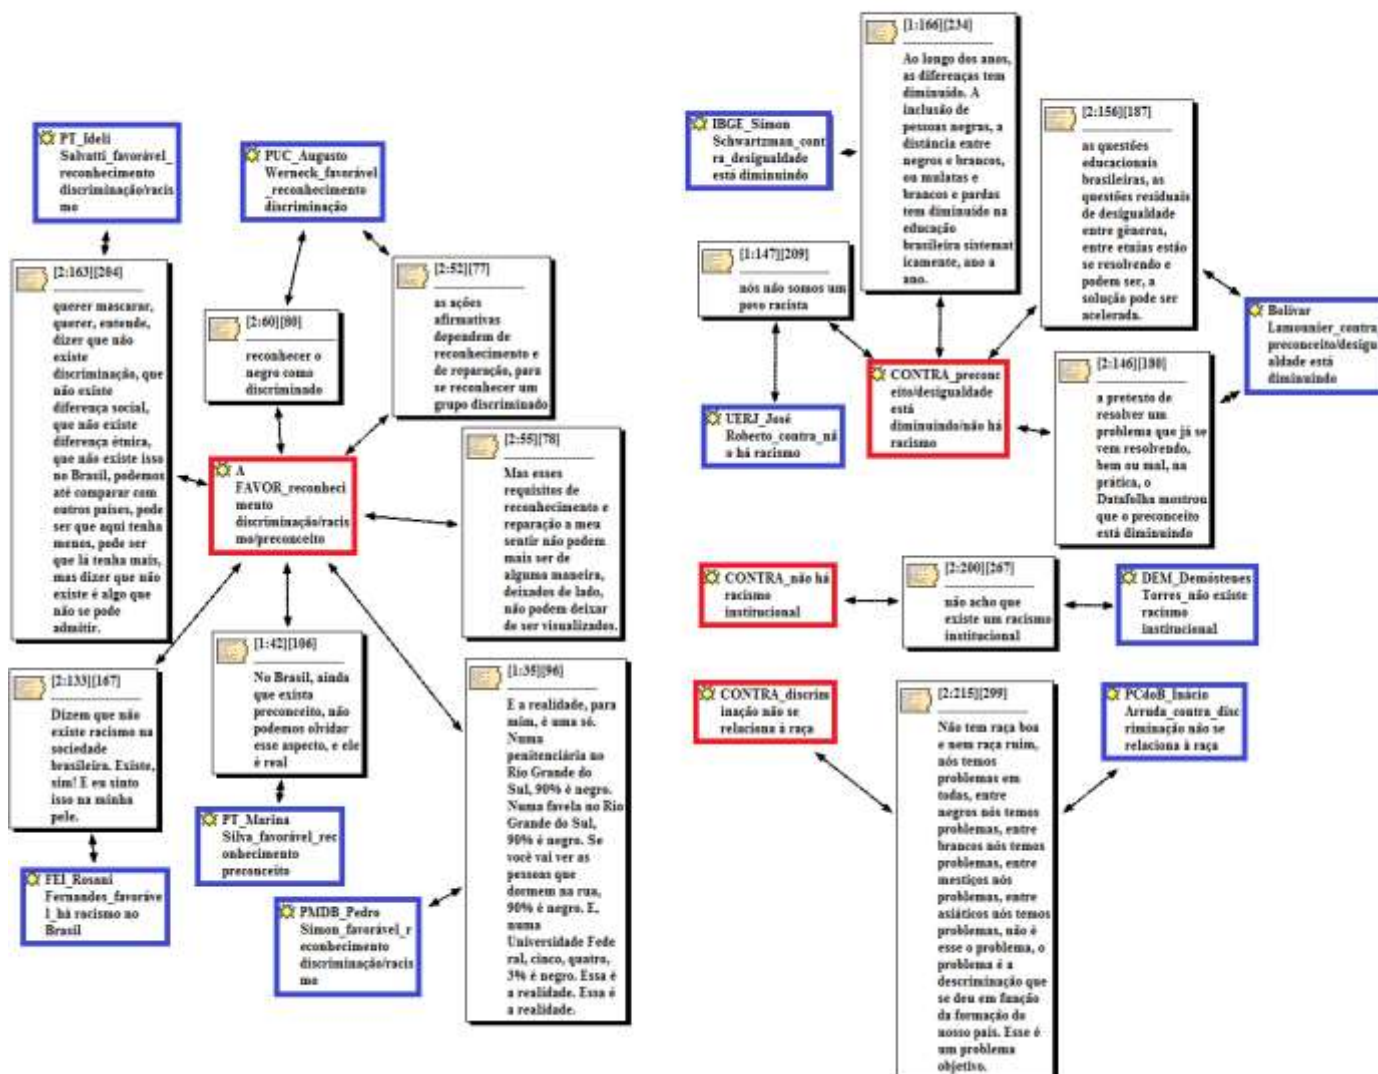 PT_Ideli
Salvatti_favorável_
reconhecimento
discriminação/racis
mo
PUC_Augusto
Werneck_favorável
_reconhecimento
discriminação
[2:163][204]
querer mascarar,
querer, entende,
dizer que não
existe
discriminação, que
não existe
diferença social,
que não existe
diferença étnica,
que não existe isso
no Brasil, podemos
até comparar com
outros países, pode
ser que aqui tenha
menos, pode ser
que lá tenha mais,
mas dizer que não
existe é algo que
não se pode
admitir.
[2:60][80]
reconhecer o
negro como
discriminado
[2:52][77]
as ações
afirmativas
dependem de
reconhecimento e
de reparação, para
se reconhecer um
grupo discriminado
A
FAVOR_reconheci
mento
discriminação/racis
mo/preconceito
[2:55][78]
Mas esses
requisitos de
reconhecimento e
reparação a meu
sentir não podem
mais ser de
alguma maneira,
deixados de lado,
não podem deixar
de ser visualizados.
[2:133][167]
Dizem que não
existe racismo na
sociedade
brasileira. Existe,
sim! E eu sinto
isso na minha
pele.
FEI_Rosani
Fernandes_favoráve
l_há racismo no
Brasil
[1:42][106]
No Brasil, ainda
que exista
preconceito, não
podemos olvidar
esse aspecto, e ele
é real
PT_Marina
Silva_favorável_rec
onhecimento
preconceito
PMDB_Pedro
Simon_favorável_r
econhecimento
discriminação/racis
mo
[1:35][96]
E a realidade, para
mim, é uma só.
Numa
penitenciária no
Rio Grande do
Sul, 90% é negro.
Numa favela no Rio
Grande do Sul,
90% é negro. Se
você vai ver as
pessoas que
dormem na rua,
90% é negro. E,
numa
Universidade Fede
ral, cinco, quatro,
3% é negro. Essa é
a realidade. Essa é
a realidade.
IBGE_Simon
Schwartzman_cont
ra_desigualdade
está diminuindo
[1:166][234]
Ao longo dos anos,
as diferenças tem
diminuído. A
inclusão de
pessoas negras, a
distância entre
negros e brancos,
ou mulatas e
brancos e pardas
tem diminuído na
educação
brasileira sistemat
icamente, ano a
ano.
[2:156][187]
as questões
educacionais
brasileiras, as
questões residuais
de desigualdade
entre gêneros,
entre etnias estão
se resolvendo e
podem ser, a
solução pode ser
acelerada.
[1:147][209]
nós não somos um
povo racista
Bolivar
Lamounier_contra_
preconceito/desigu
aldade está
diminuindo
CONTRA_preconc
eito/desigualdade
está
diminuindo/não há
racismo
[2:146][180]
a pretexto de
resolver um
problema que já se
vem resolvendo,
bem ou mal, na
prática, o
Datafolha mostrou
que o preconceito
está diminuindo
UERJ_José
Roberto_contra_nã
o há racismo
CONTRA_não há
racismo
institucional
[2:200][267]
não acho que
existe um racismo
institucional
DEM_Demóstenes
Torres_não existe
racismo
institucional
CONTRA_discrim
inação não se
relaciona à raça
[2:215][299]
Não tem raça boa
e nem raça ruim,
nós temos
problemas em
todas, entre
negros nós temos
problemas, entre
brancos nós temos
problemas, entre
mestiços nós
problemas, entre
asiáticos nós temos
problemas, não é
esse o problema, o
problema é a
descriminação que
se deu em função
da formação do
nosso país. Esse é
um problema
objetivo.
PCdoB_Inácio
Arruda_contra_disc
riminação não se
relaciona à raça